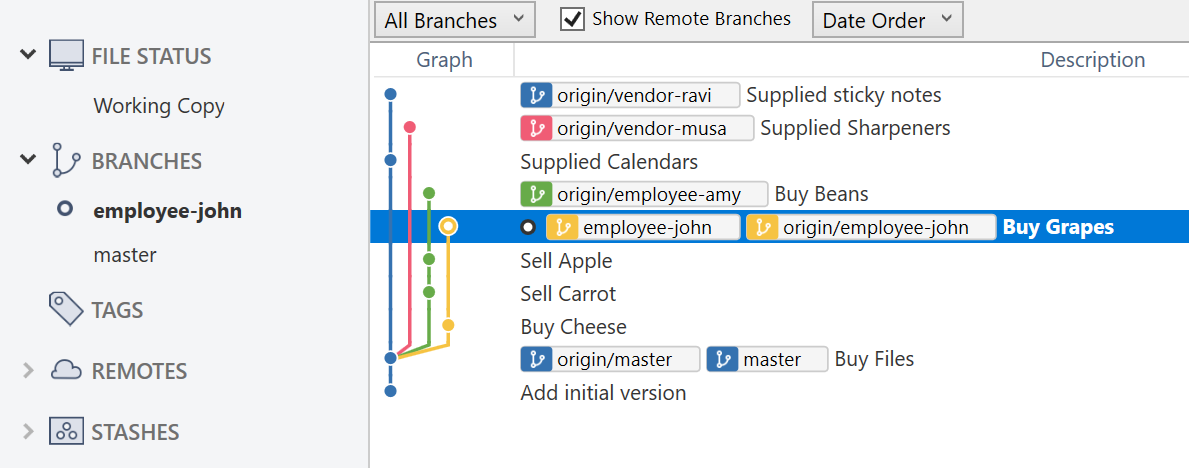 All Branches Show Remote Branches Date Order
FILE STATUS
Working Copy
BRANCHES
employee-john
master
TAGS
REMOTES
STASHES
Graph Description
origin/vendor-ravi Supplied sticky notes
origin/vendor-musa Supplied Sharpeners
Supplied Calendars
origin/employee-amy Buy Beans
employee-john origin/employee-john Buy Grapes
Sell Apple
Sell Carrot
Buy Cheese
origin/master master Buy Files
Add initial version